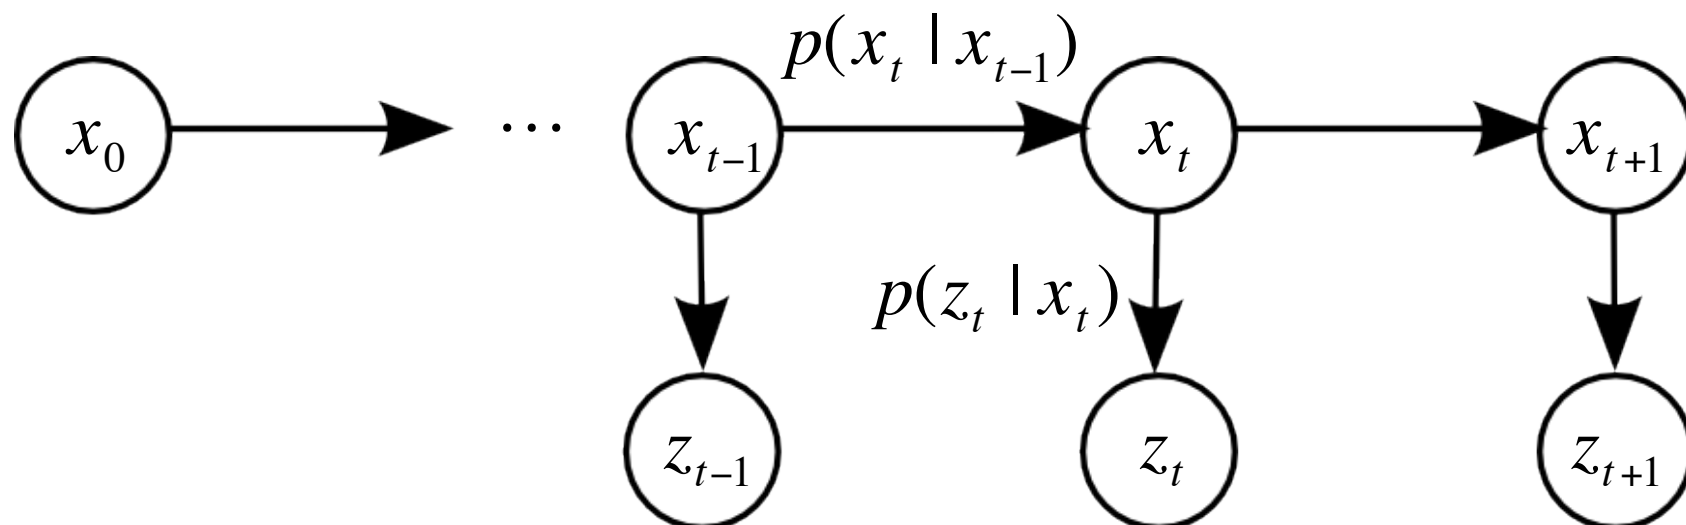 p(x_t | x_{t−1})
x_0 ⋯ x_{t−1} x_t x_{t+1}
p(z_t | x_t)
z_{t−1} z_t z_{t+1}